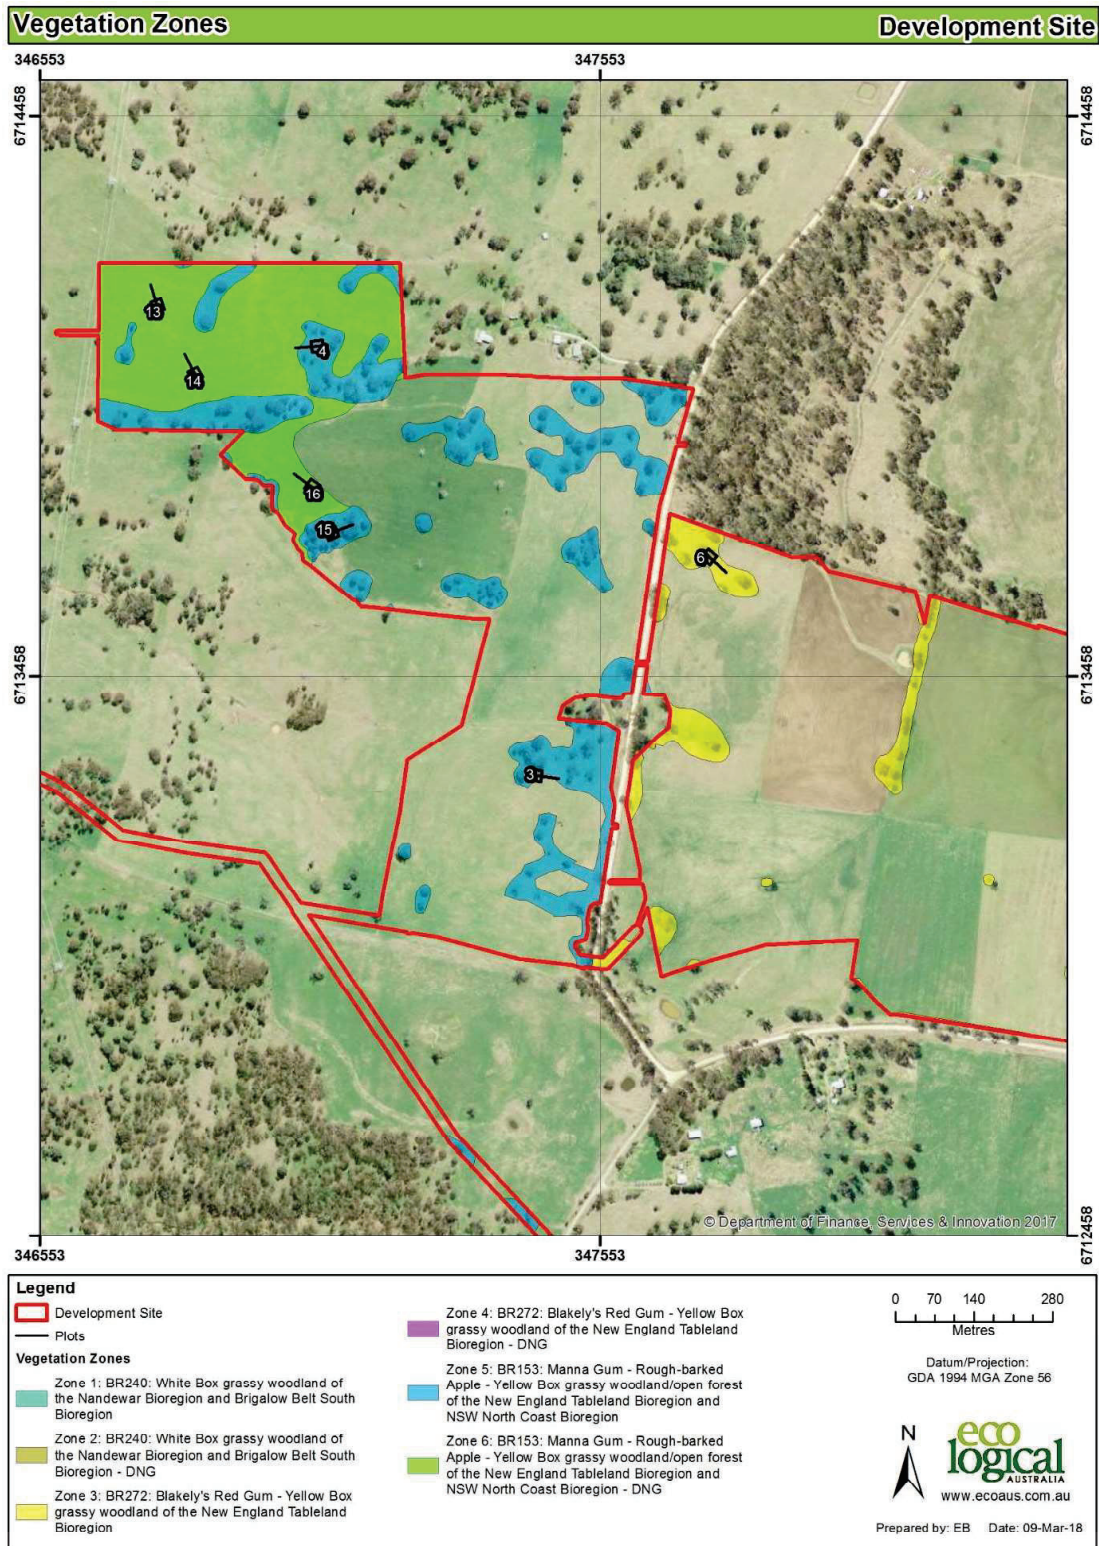 Vegetation Zones
Development Site
346553
347553
6714458
6714458
13
4
14
16
15
6
6713458
6713458
3
© Department of Finance, Services & Innovation 2017
6712458
346553
347553
Legend
Development Site
Plots
Vegetation Zones
Zone 1: BR240: White Box grassy woodland of
the Nandewar Bioregion and Brigalow Belt South
Bioregion
Zone 2: BR240: White Box grassy woodland of
the Nandewar Bioregion and Brigalow Belt South
Bioregion - DNG
Zone 3: BR272: Blakely's Red Gum - Yellow Box
grassy woodland of the New England Tableland
Bioregion
Zone 4: BR272: Blakely's Red Gum - Yellow Box
grassy woodland of the New England Tableland
Bioregion - DNG
Zone 5: BR153: Manna Gum - Rough-barked
Apple - Yellow Box grassy woodland/open forest
of the New England Tableland Bioregion and
NSW North Coast Bioregion
Zone 6: BR153: Manna Gum - Rough-barked
Apple - Yellow Box grassy woodland/open forest
of the New England Tableland Bioregion and
NSW North Coast Bioregion - DNG
0 70 140 280
Metres
Datum/Projection:
GDA 1994 MGA Zone 56
N
eco
logical
AUSTRALIA
www.ecoaus.com.au
Prepared by: EB Date: 09-Mar-18